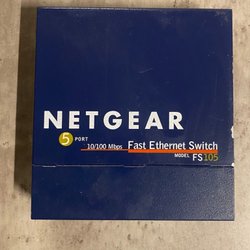 NETGEAR
5 PORT
10/100 Mbps Fast Ethernet Switch
MODEL FS105